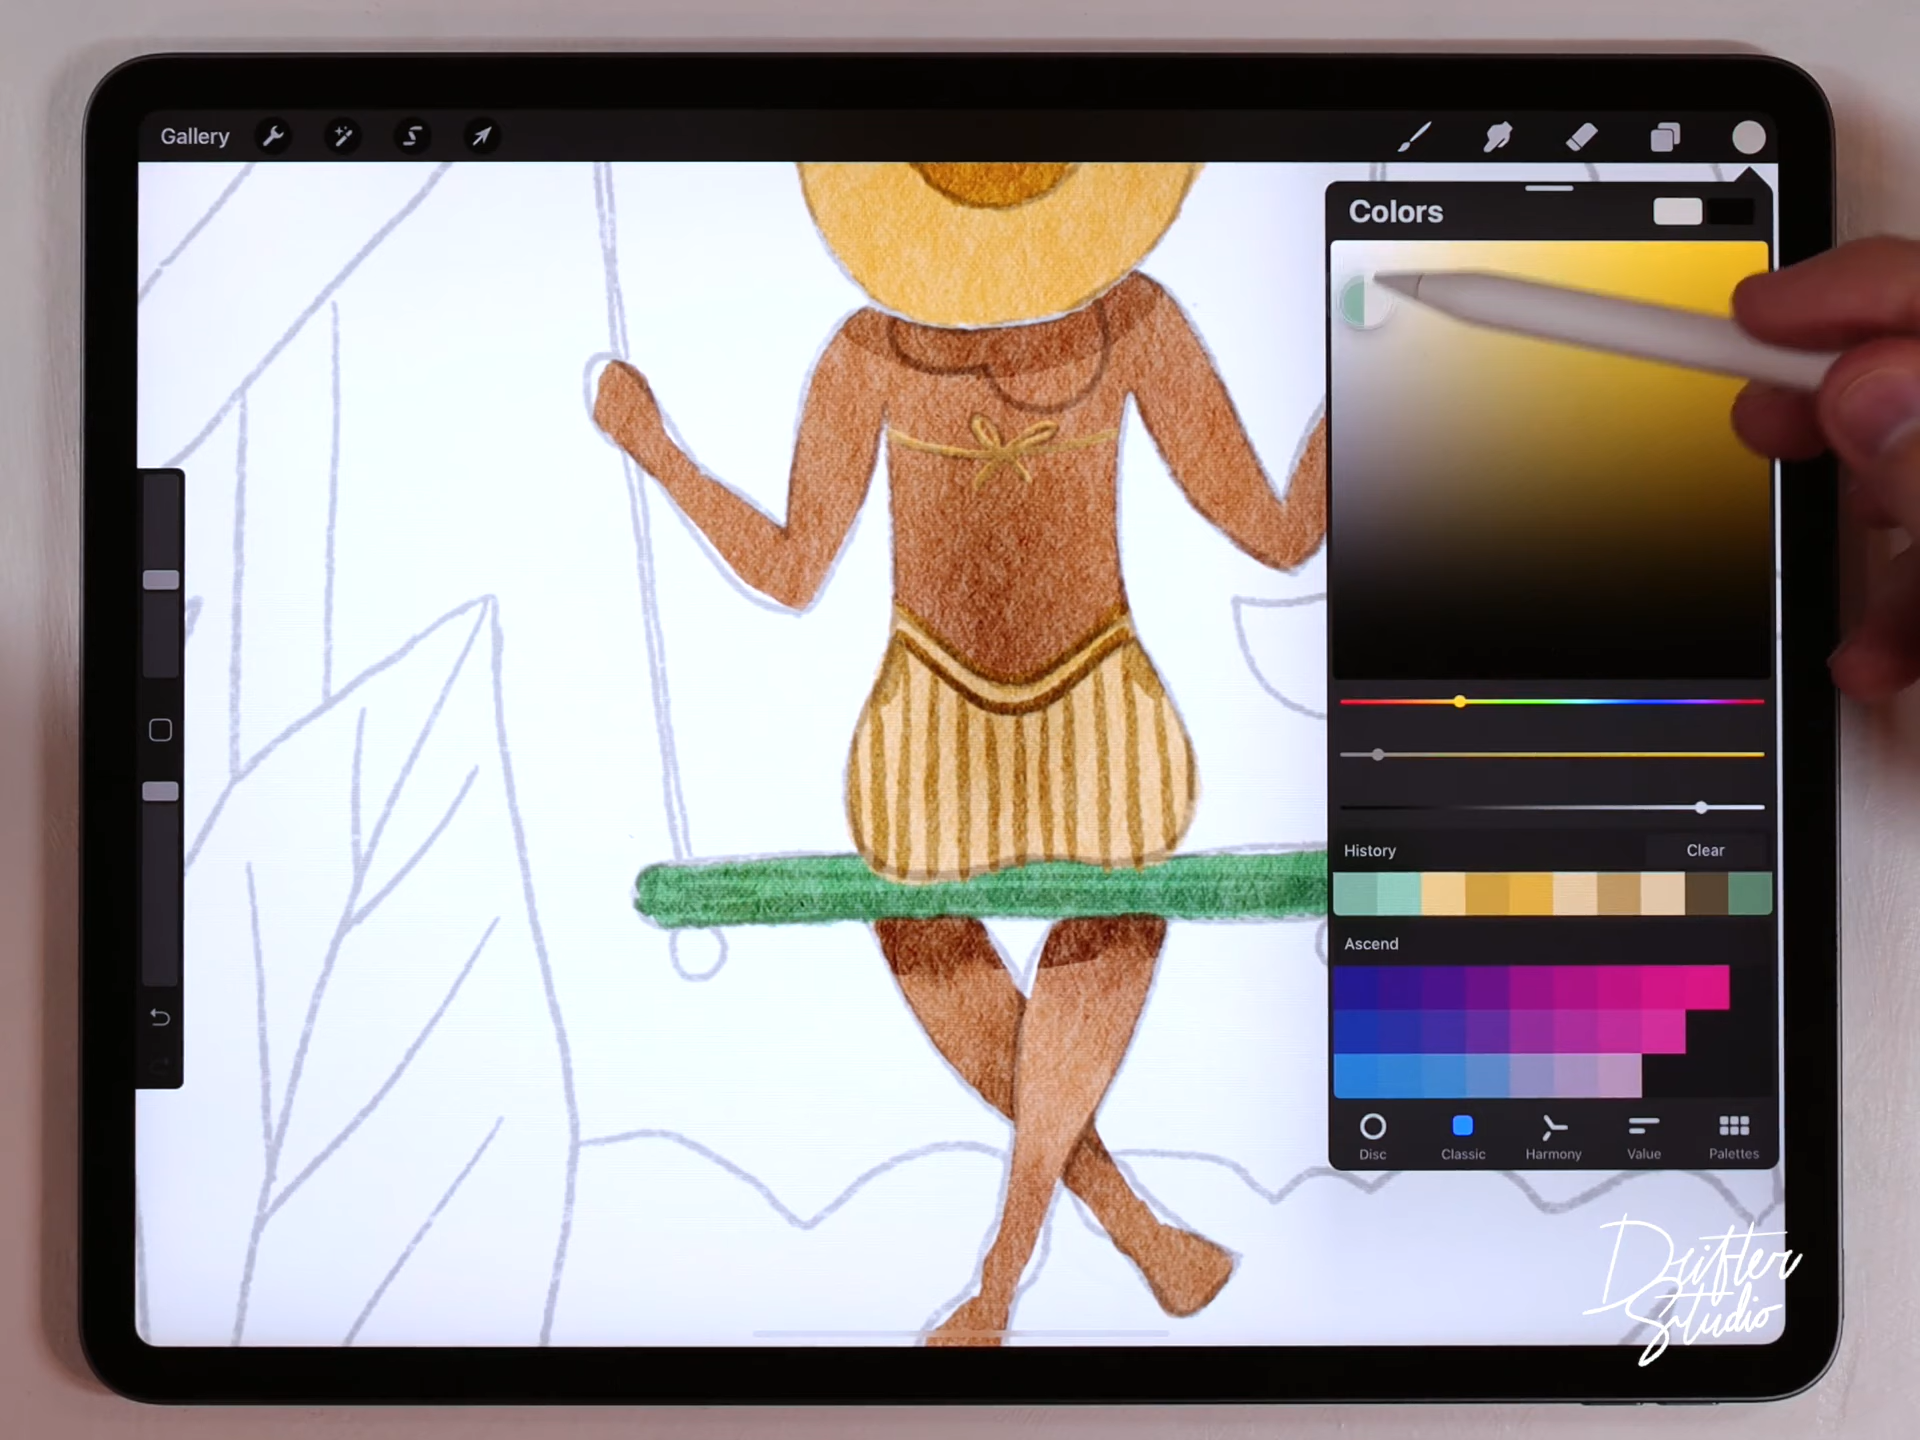 Gallery
Colors
History
Clear
Ascend
Disc
Classic
Harmony
Value
Palettes
Drifter
Studio